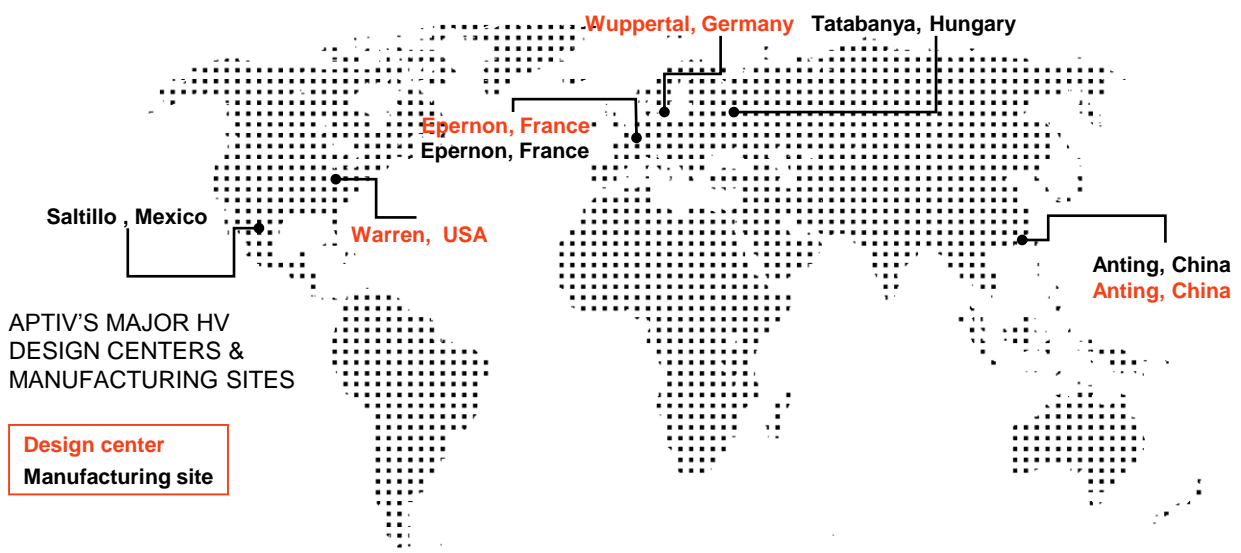 Wuppertal, Germany
Tatabanya, Hungary
Epernon, France
Epernon, France
Saltillo , Mexico
Warren, USA
Anting, China
Anting, China
APTIV’S MAJOR HV
DESIGN CENTERS &
MANUFACTURING SITES
Design center
Manufacturing site